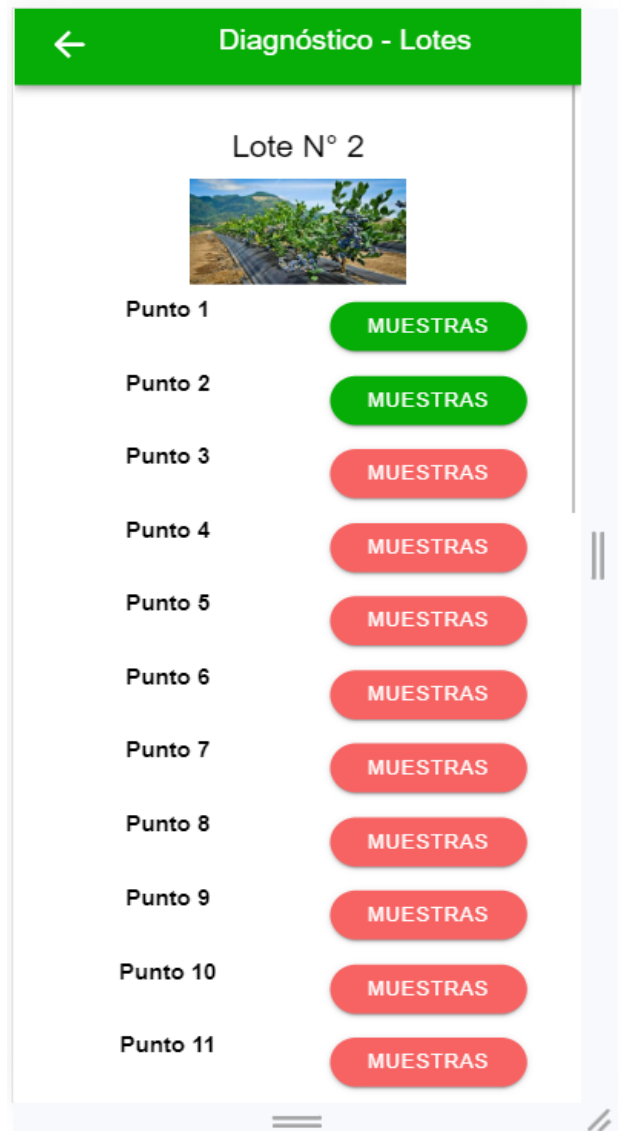 Diagnóstico - Lotes
Lote N° 2
Punto 1 MUESTRAS
Punto 2 MUESTRAS
Punto 3 MUESTRAS
Punto 4 MUESTRAS
Punto 5 MUESTRAS
Punto 6 MUESTRAS
Punto 7 MUESTRAS
Punto 8 MUESTRAS
Punto 9 MUESTRAS
Punto 10 MUESTRAS
Punto 11 MUESTRAS